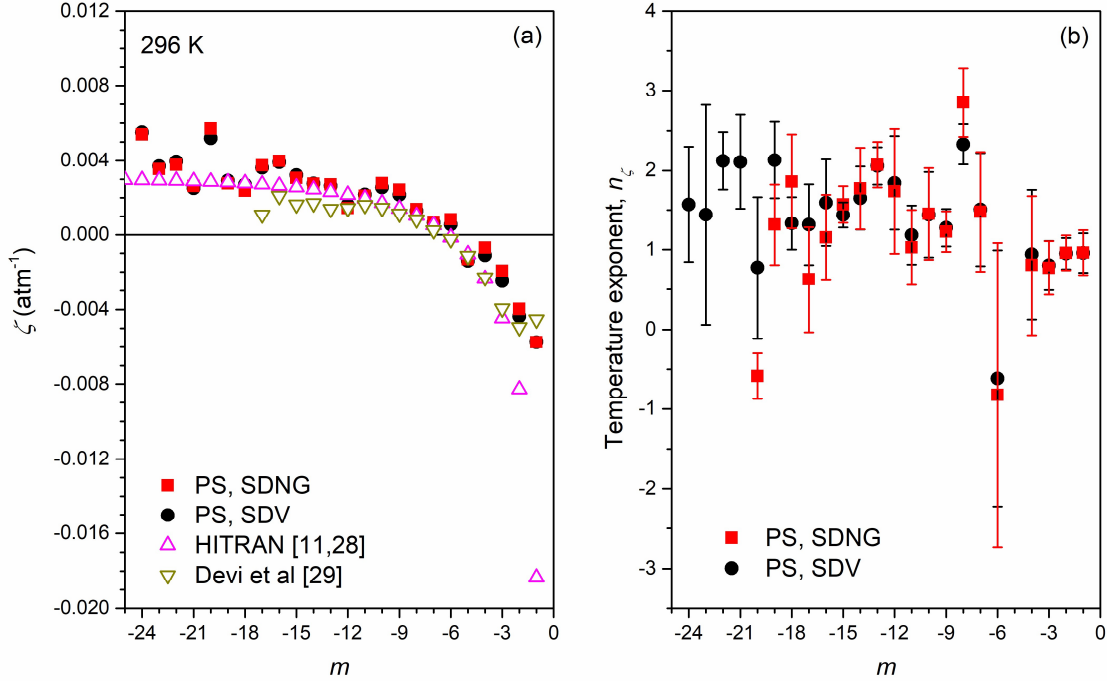 (a)
296 K
0.012
0.008
0.004
0.000
-0.004
-0.008
-0.012
-0.016
-0.020
ζ (atm⁻¹)
PS, SDNG
PS, SDV
HITRAN [11,28]
Devi et al [29]
-24 -21 -18 -15 -12 -9 -6 -3 0
m
(b)
4
3
2
1
0
-1
-2
-3
Temperature exponent, nζ
PS, SDNG
PS, SDV
-24 -21 -18 -15 -12 -9 -6 -3 0
m